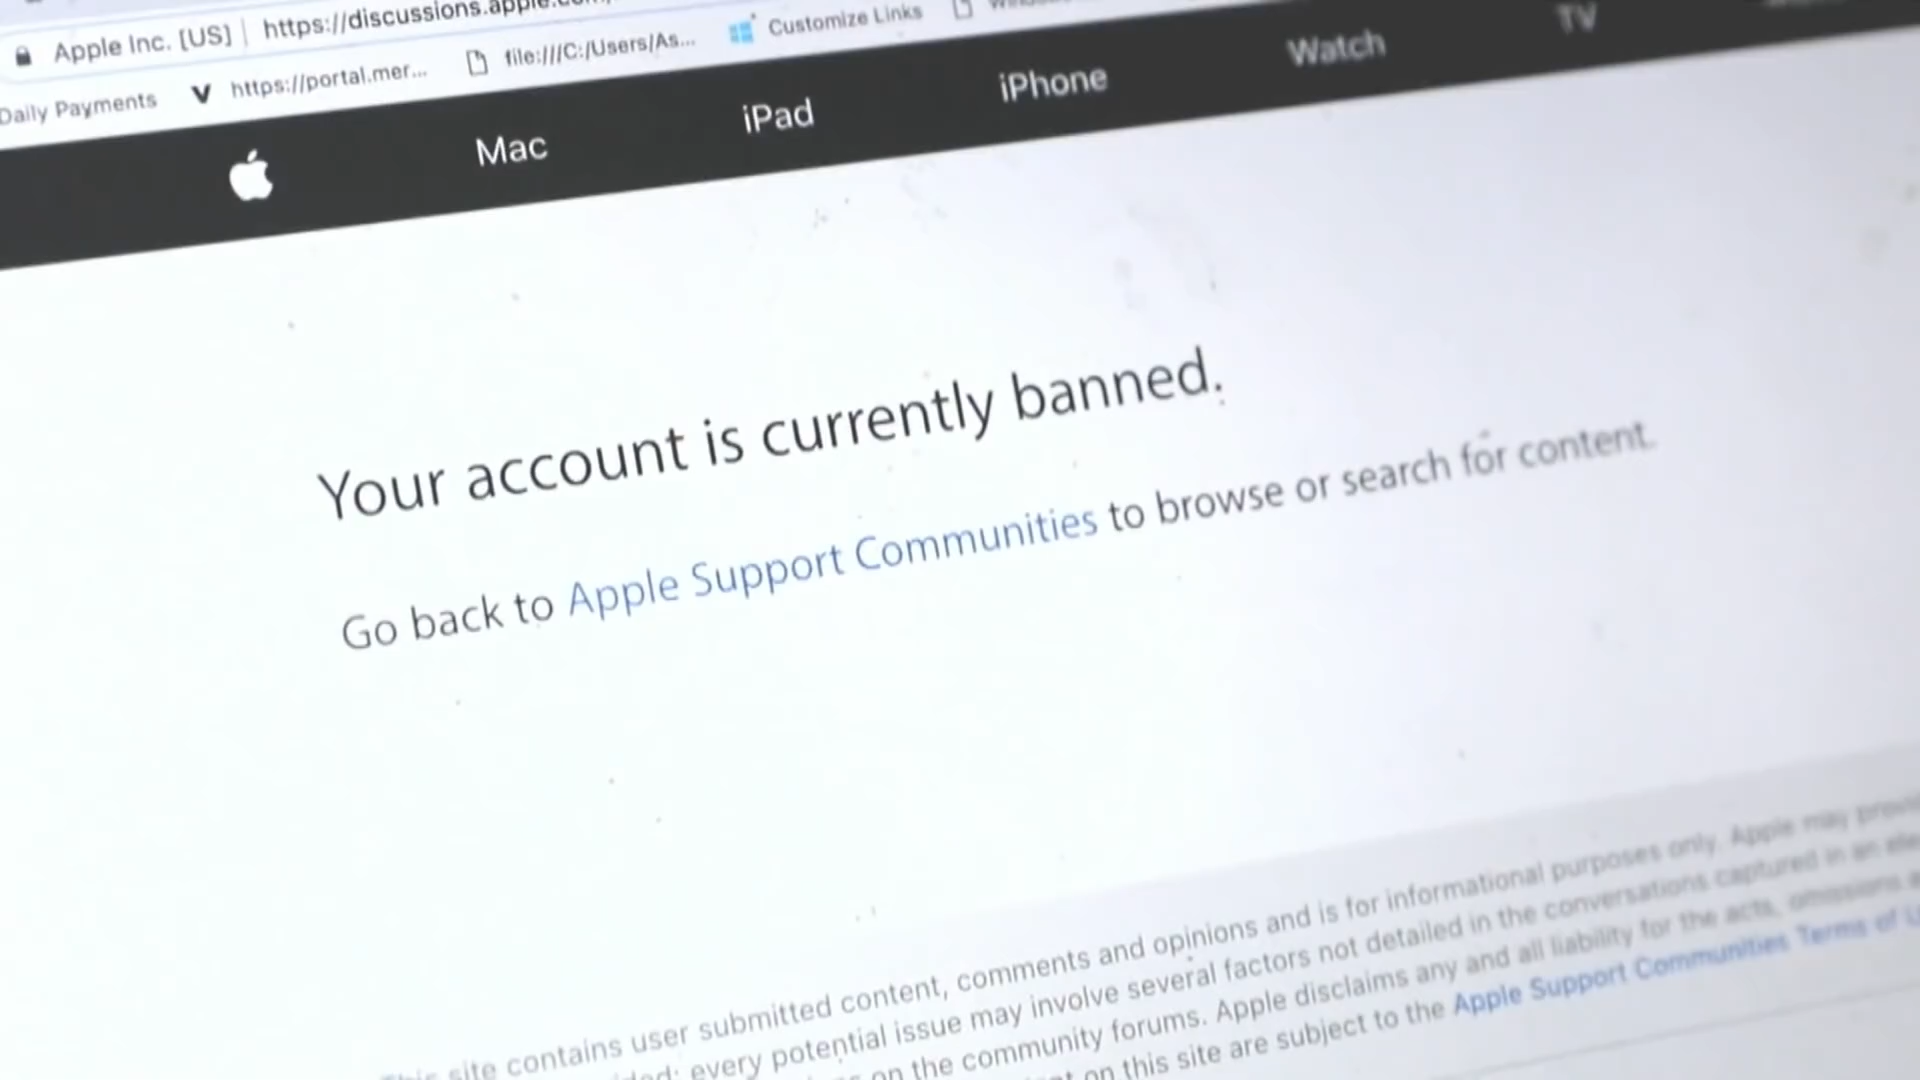 Apple Inc. [US] https://discussions.apple.co
Daily Payments https://portal.mer... file:///C:/Users/As... Customize Links
Mac iPad iPhone Watch TV
Your account is currently banned.
Go back to Apple Support Communities to browse or search for content.
This site contains user submitted content, comments and opinions and is for informational purposes only. Apple may provid
every potential issue may involve several factors not detailed in the conversations captured in an ele
on the community forums. Apple disclaims any and all liability for the acts, omissions a
on this site are subject to the Apple Support Communities Terms of U